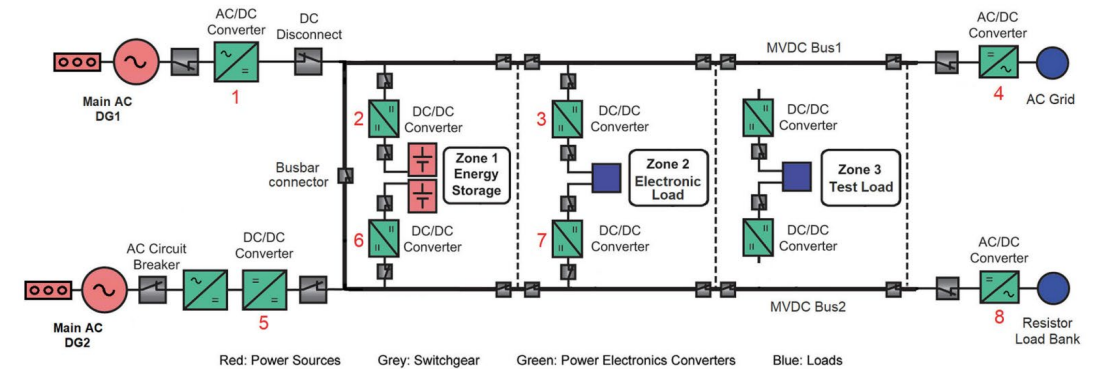 AC/DC
Converter
DC
Disconnect
1
Main AC
DG1
MVDC Bus1
AC/DC
Converter
4
AC Grid
2
DC/DC
Converter
Zone 1
Energy
Storage
3
DC/DC
Converter
Zone 2
Electronic
Load
DC/DC
Converter
Zone 3
Test Load
Busbar
connector
6
DC/DC
Converter
7
DC/DC
Converter
DC/DC
Converter
AC Circuit
Breaker
DC/DC
Converter
5
Main AC
DG2
MVDC Bus2
AC/DC
Converter
8
Resistor
Load Bank
Red: Power Sources
Grey: Switchgear
Green: Power Electronics Converters
Blue: Loads